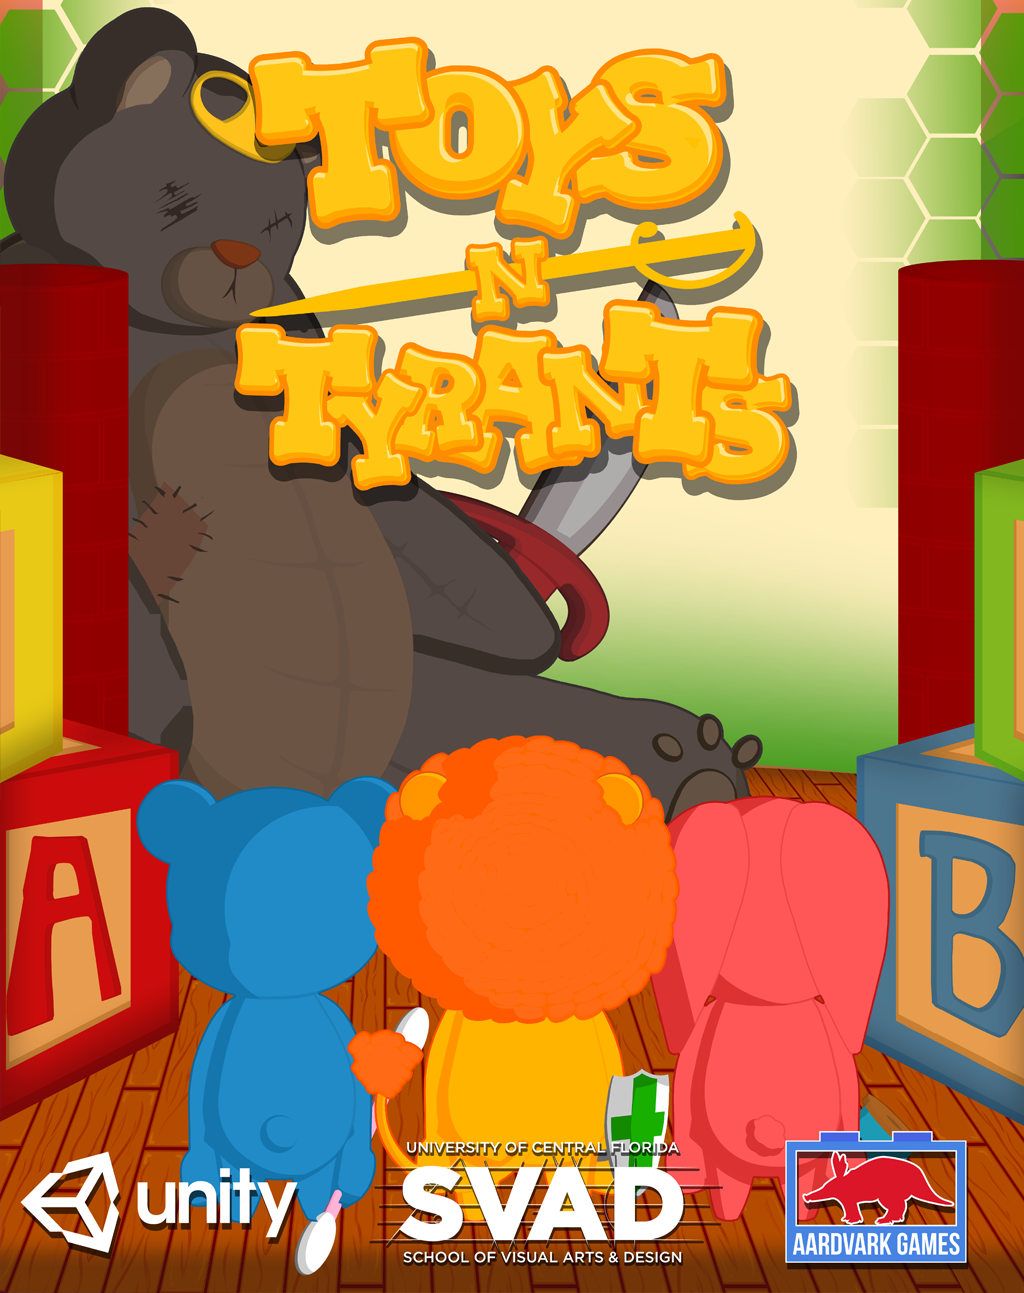 TOYS
N
TYRANTS
A
B
unity
UNIVERSITY OF CENTRAL FLORIDA
SVAD
SCHOOL OF VISUAL ARTS & DESIGN
AARDVARK GAMES